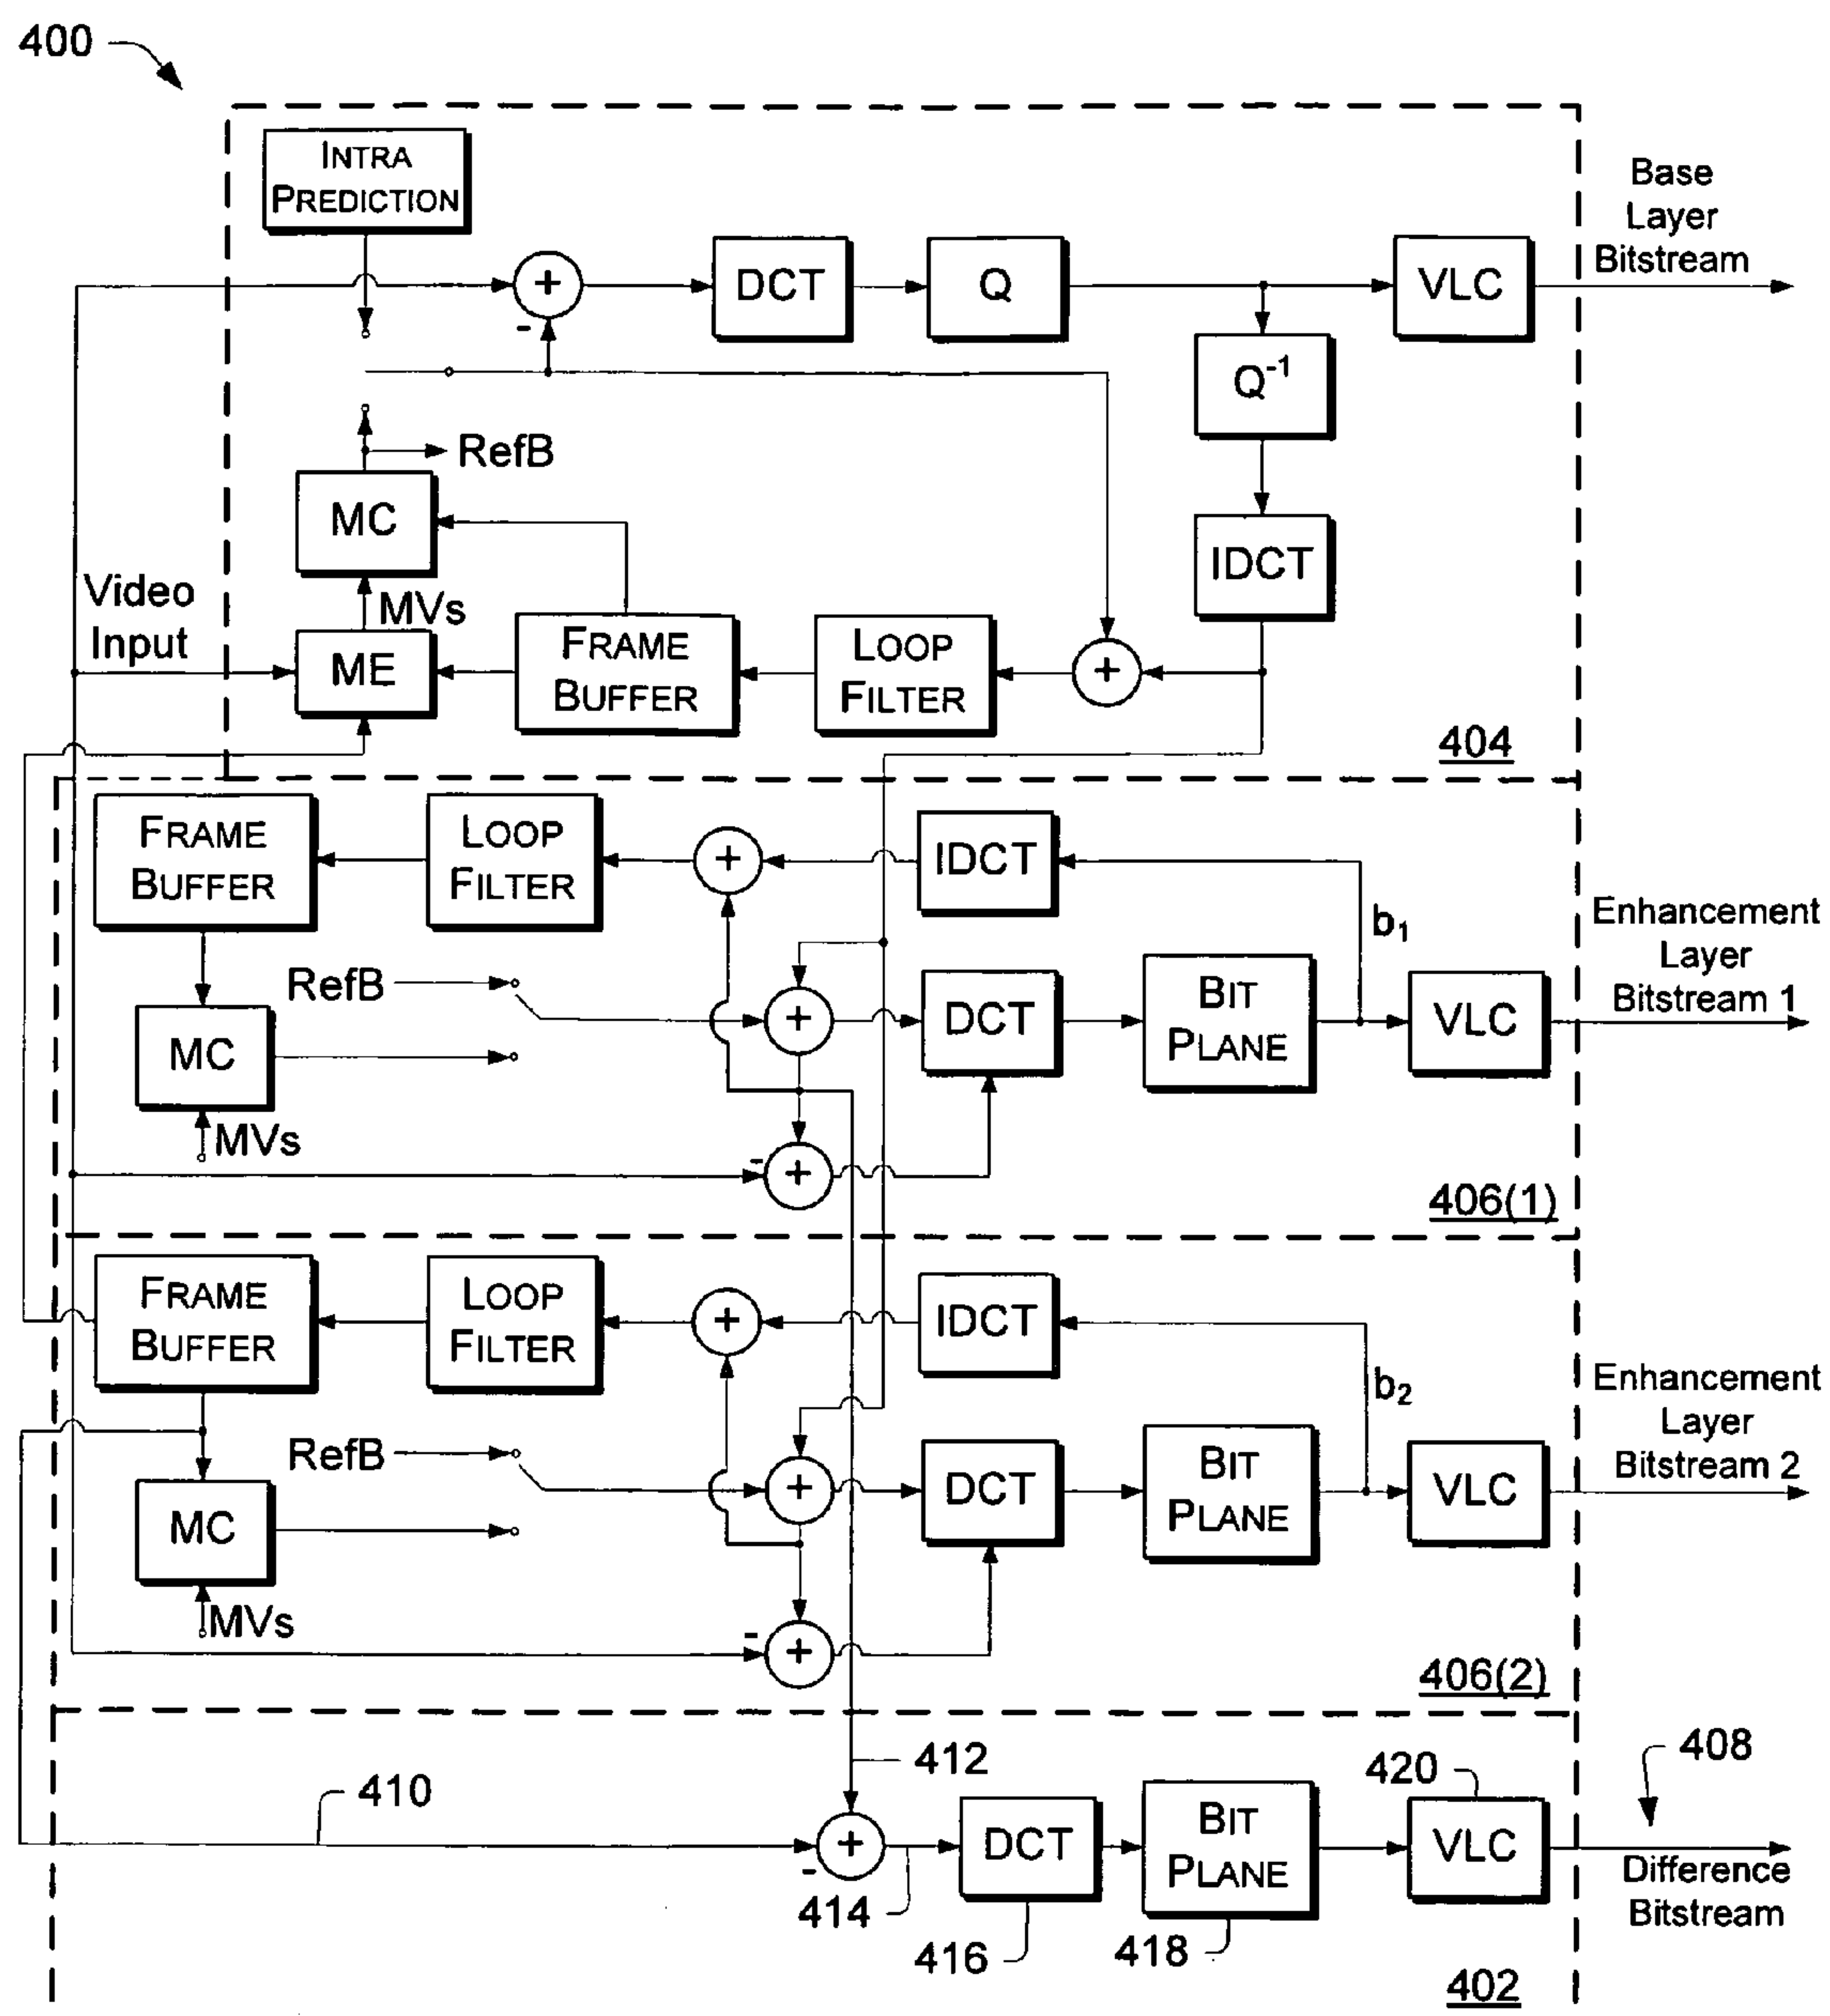 400
INTRA
PREDICTION
Base
Layer
Bitstream
+
-
DCT
Q
VLC
Q-1
RefB
MC
IDCT
Video
Input
MVs
ME
FRAME
BUFFER
LOOP
FILTER
+
404
FRAME
BUFFER
LOOP
FILTER
+
IDCT
b1
Enhancement
Layer
Bitstream 1
RefB
MC
+
DCT
BIT
PLANE
VLC
MVs
-
+
406(1)
FRAME
BUFFER
LOOP
FILTER
+
IDCT
b2
Enhancement
Layer
Bitstream 2
RefB
MC
+
DCT
BIT
PLANE
VLC
MVs
-
+
406(2)
412
408
410
420
+
-
DCT
BIT
PLANE
VLC
Difference
Bitstream
414
416
418
402